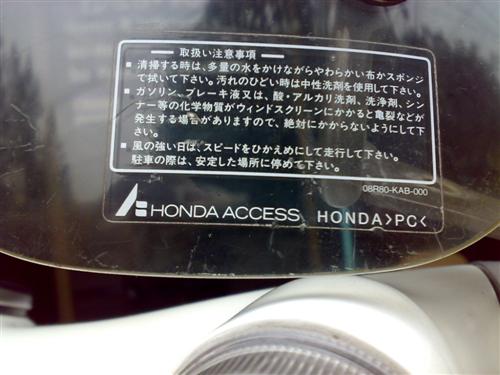 取扱い注意事項
■ 清掃する時は、多量の水をかけながらやわらかい布かスポンジ
で拭いて下さい。汚れのひどい時は中性洗剤を使用して下さい。
■ ガソリン、ブレーキ液又は、酸・アルカリ洗剤、洗浄剤、シン
ナー等の化学物質がウィンドスクリーンにかかると亀裂などが
発生する場合がありますので、絶対にかからないようにして下
さい。
■ 風の強い日は、スピードをひかえめにして走行して下さい。
駐車の際は、安定した場所に停めて下さい。
08R80-KAB-000
HONDA ACCESS HONDA>PC<